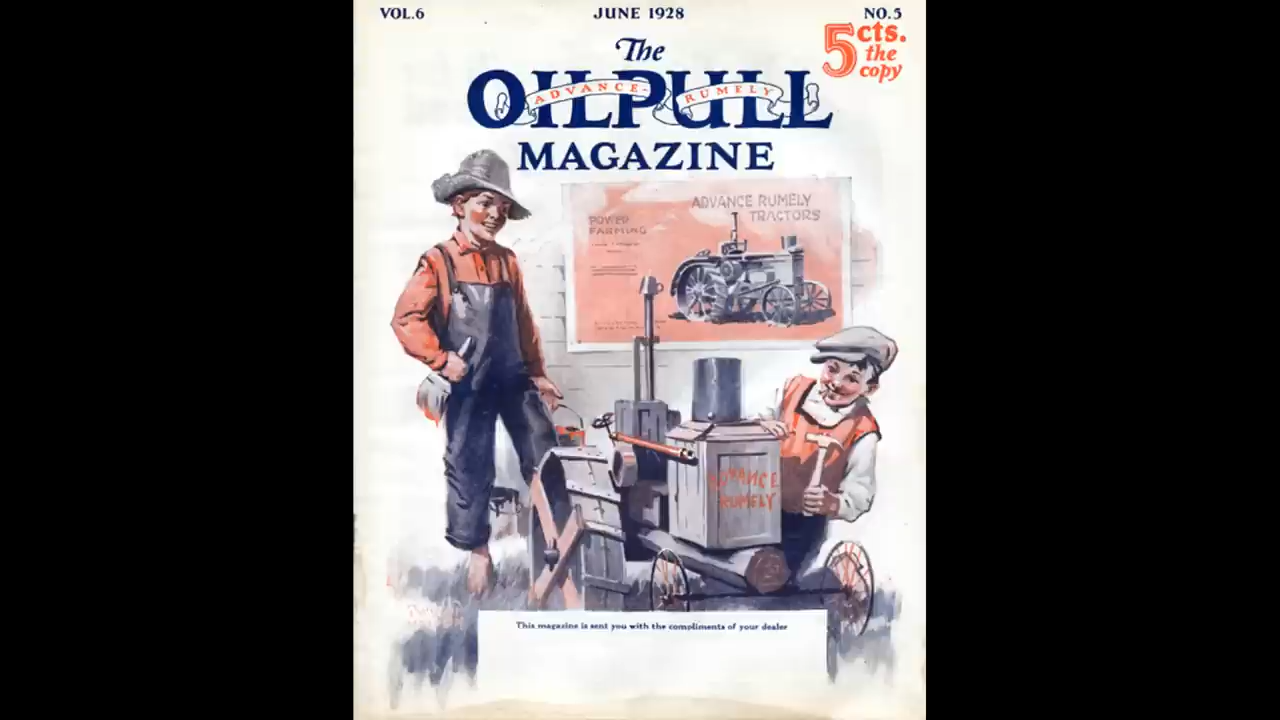 VOL.6
JUNE 1928
NO.5
5 cts.
the
copy
The
OILPULL
ADVANCE-RUMELY
MAGAZINE
ADVANCE RUMELY
TRACTORS
POWER
FARMING
ADVANCE
RUMELY
This magazine is sent you with the compliments of your dealer